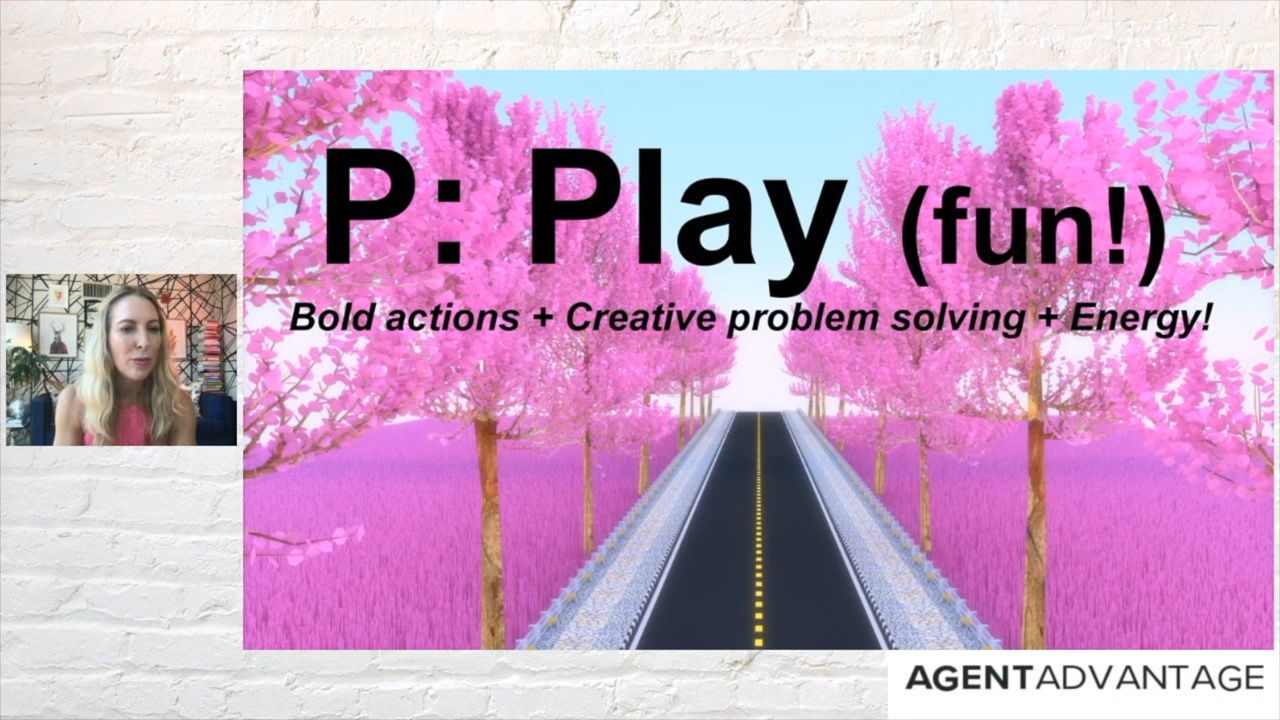 P: Play (fun!)
Bold actions + Creative problem solving + Energy!
AGENTADVANTAGE